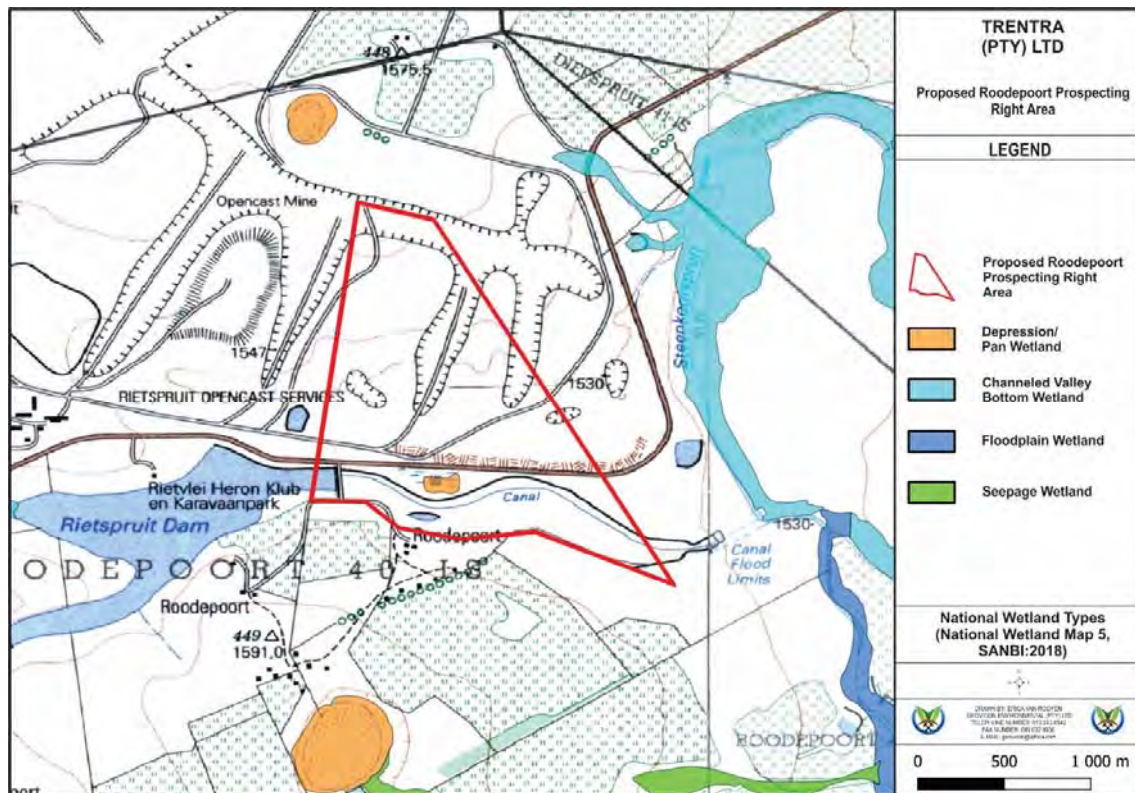 448
1575,5
DIEPSPRUIT 41-IS
Opencast Mine
1547
RIETSPRUIT OPENCAST SERVICES
1530
Rietvlei Heron Klub
en Karavaanpark
Rietspruit Dam
Canal
Roodepoort
ODEPOORT 40 IS
Roodepoort
449
1591,0
1530
Canal
Flood
Limits
ROODEPOORT
TRENTRA
(PTY) LTD
Proposed Roodepoort Prospecting
Right Area
LEGEND
Proposed Roodepoort
Prospecting Right
Area
Depression/
Pan Wetland
Channeled Valley
Bottom Wetland
Floodplain Wetland
Seepage Wetland
National Wetland Types
(National Wetland Map 5,
SANBI:2018)
0 500 1 000 m